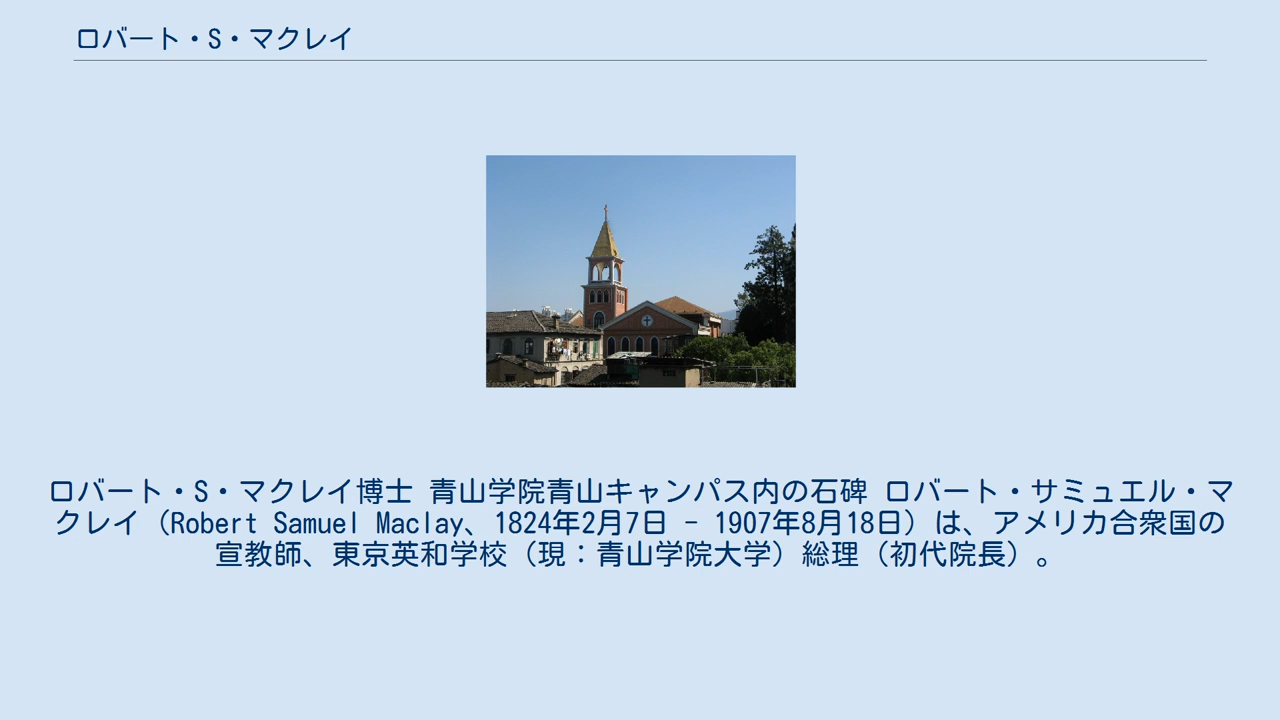 ロバート・S・マクレイ
ロバート・S・マクレイ博士 青山学院青山キャンパス内の石碑 ロバート・サミュエル・マ
クレイ（Robert Samuel Maclay、1824年2月7日 - 1907年8月18日）は、アメリカ合衆国の
宣教師、東京英和学校（現：青山学院大学）総理（初代院長）。